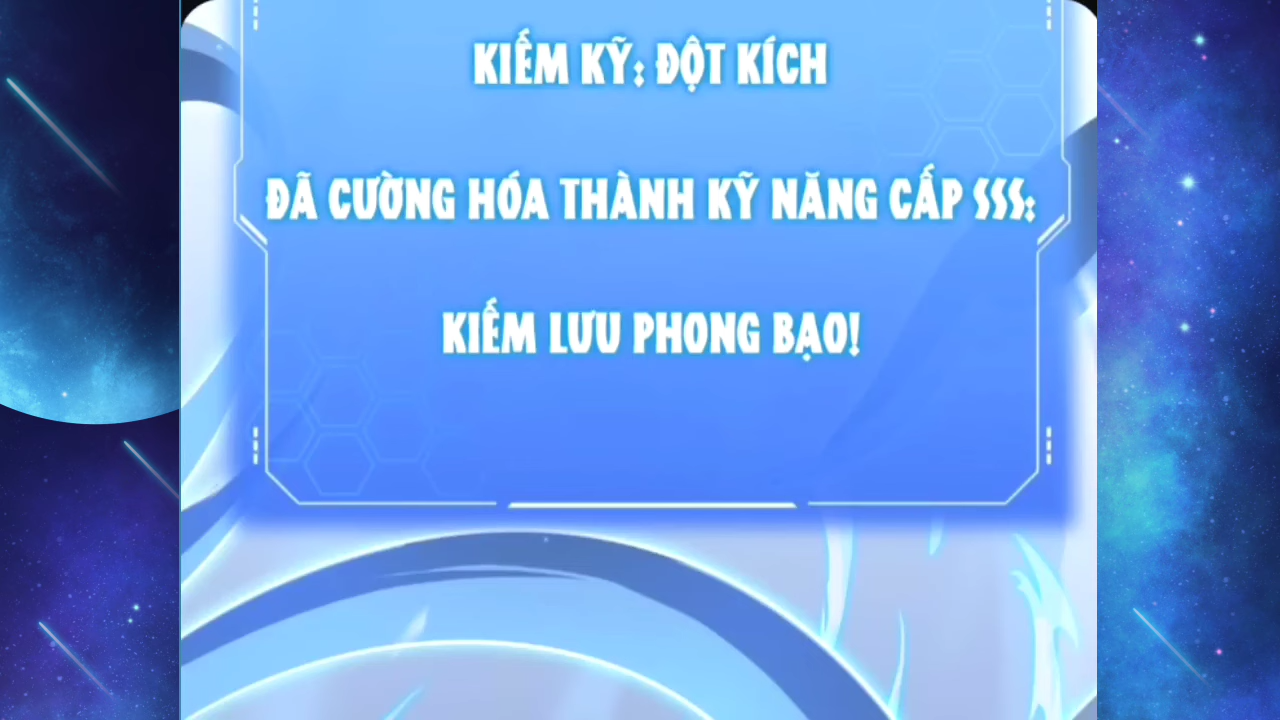 KIẾM KỸ: ĐỘT KÍCH
ĐÃ CƯỜNG HÓA THÀNH KỸ NĂNG CẤP SSS:
KIẾM LƯU PHONG BẠO!